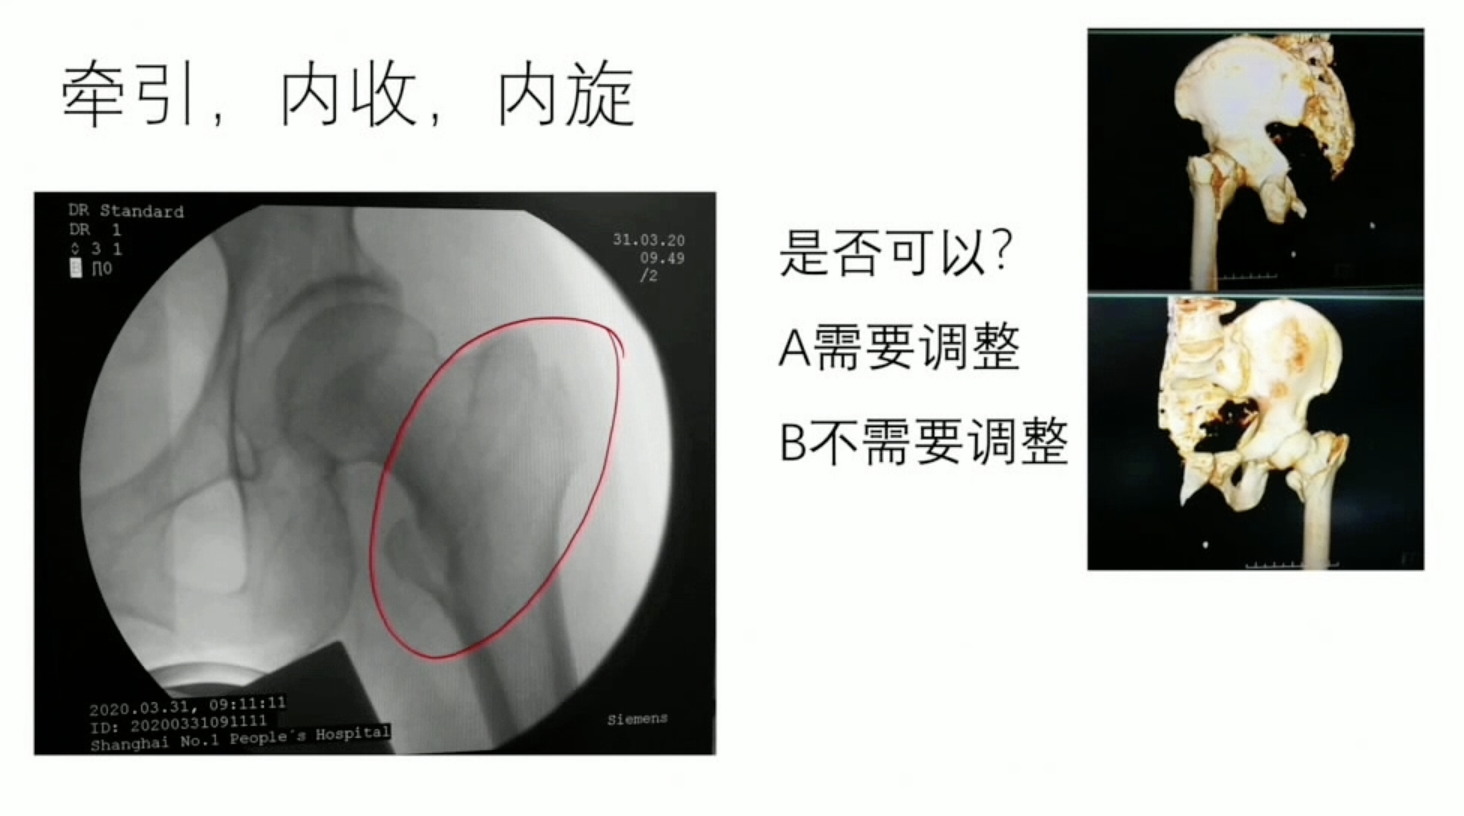 牵引，内收，内旋
DR Standard
DR 1
3 1
31.03.20
09.49
/2
2020.03.31, 09:11:11
ID: 20200331091111
Shanghai No.1 People's Hospital
Siemens
是否可以?
A需要调整
B不需要调整